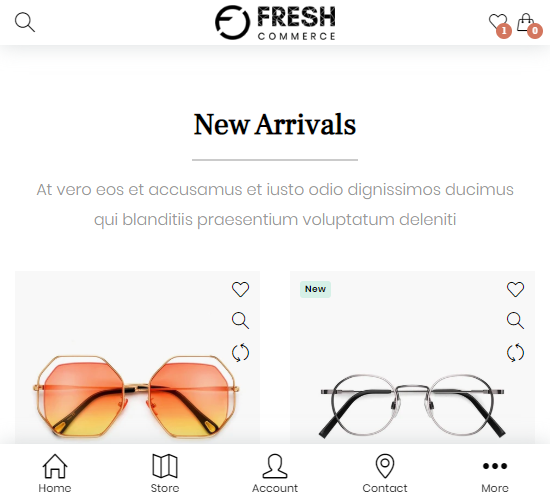 FRESH
COMMERCE
1
0
New Arrivals
At vero eos et accusamus et iusto odio dignissimos ducimus
qui blanditiis praesentium voluptatum deleniti
New
Home
Store
Account
Contact
More